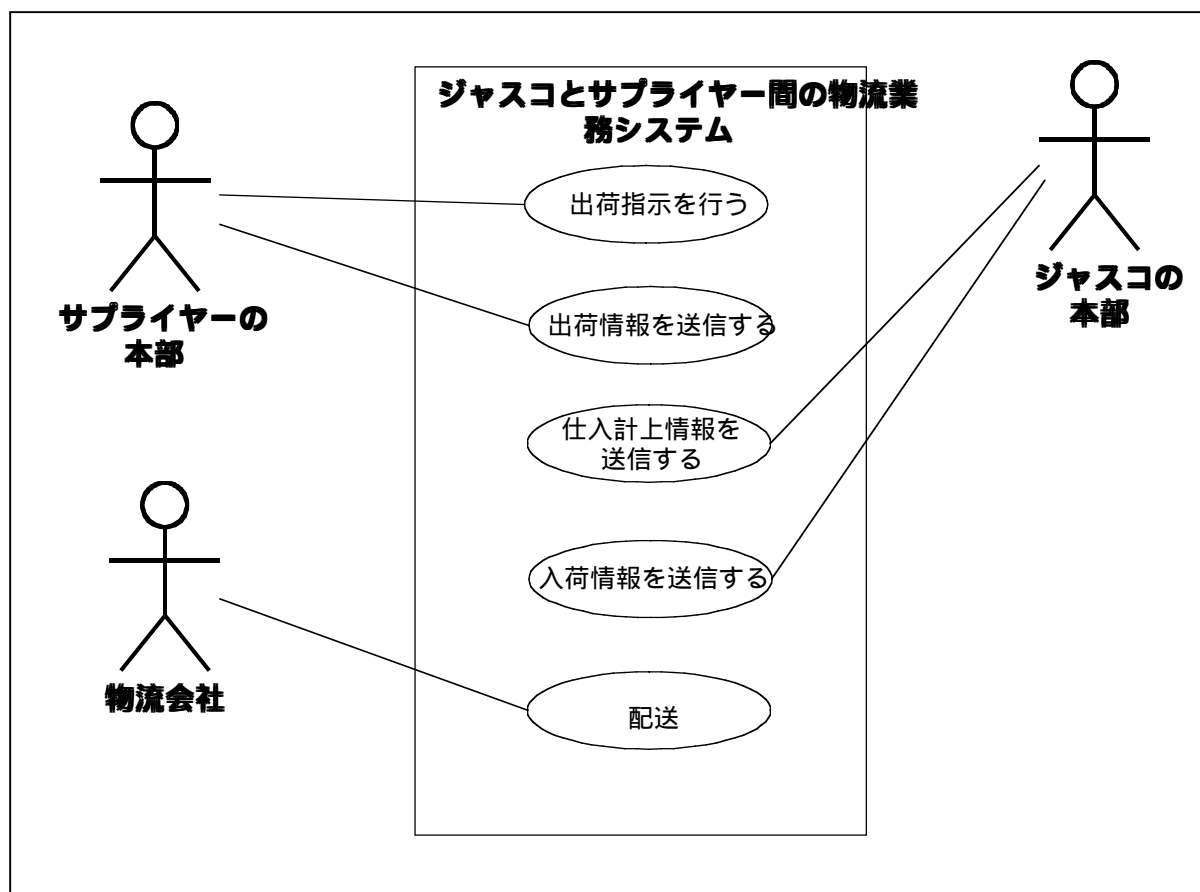 ジャスコとサプライヤー間の物流業
務システム
出荷指示を行う
サプライヤーの
本部
出荷情報を送信する
ジャスコの
本部
仕入計上情報を
送信する
入荷情報を送信する
物流会社
配送